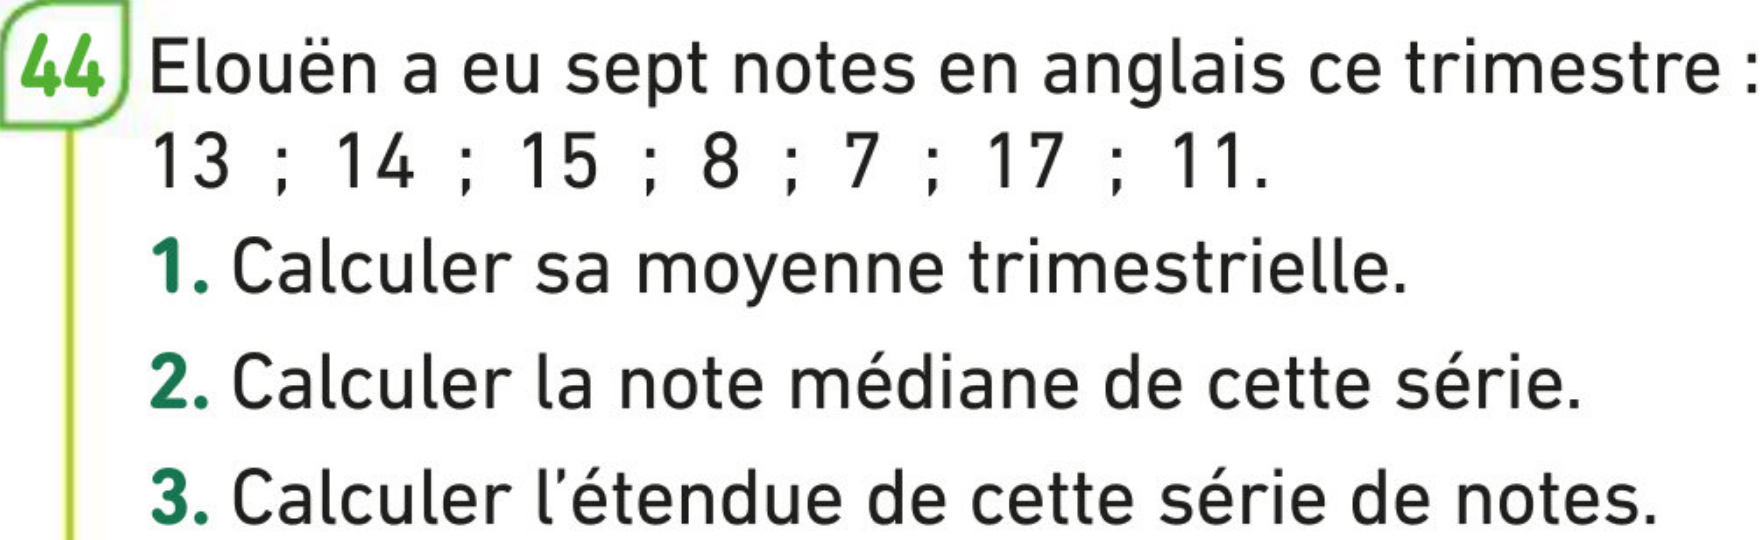 44 Elouën a eu sept notes en anglais ce trimestre :
13 ; 14 ; 15 ; 8 ; 7 ; 17 ; 11.
1. Calculer sa moyenne trimestrielle.
2. Calculer la note médiane de cette série.
3. Calculer l'étendue de cette série de notes.